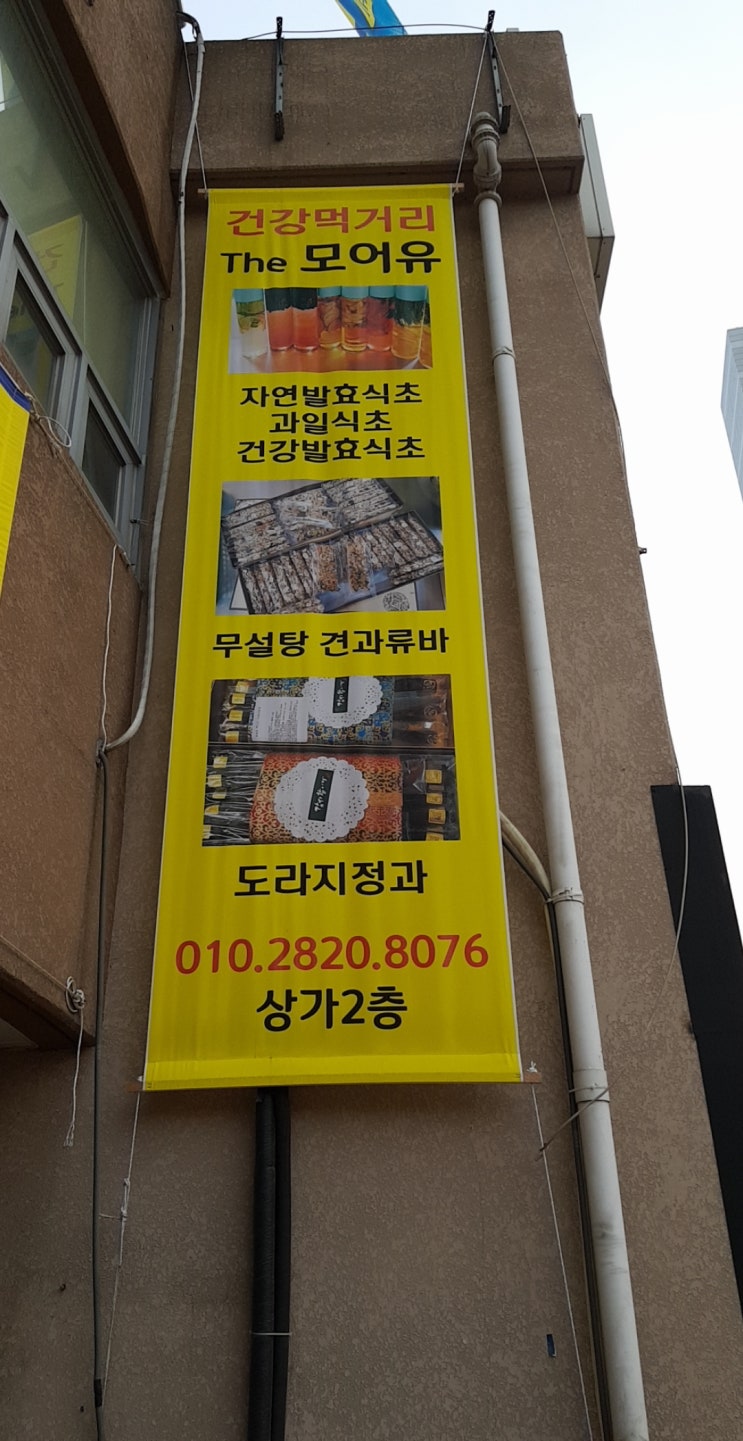 건강먹거리
The 모어유
자연발효식초
과일식초
건강발효식초
무설탕 견과류바
도라지정과
010.2820.8076
상가2층